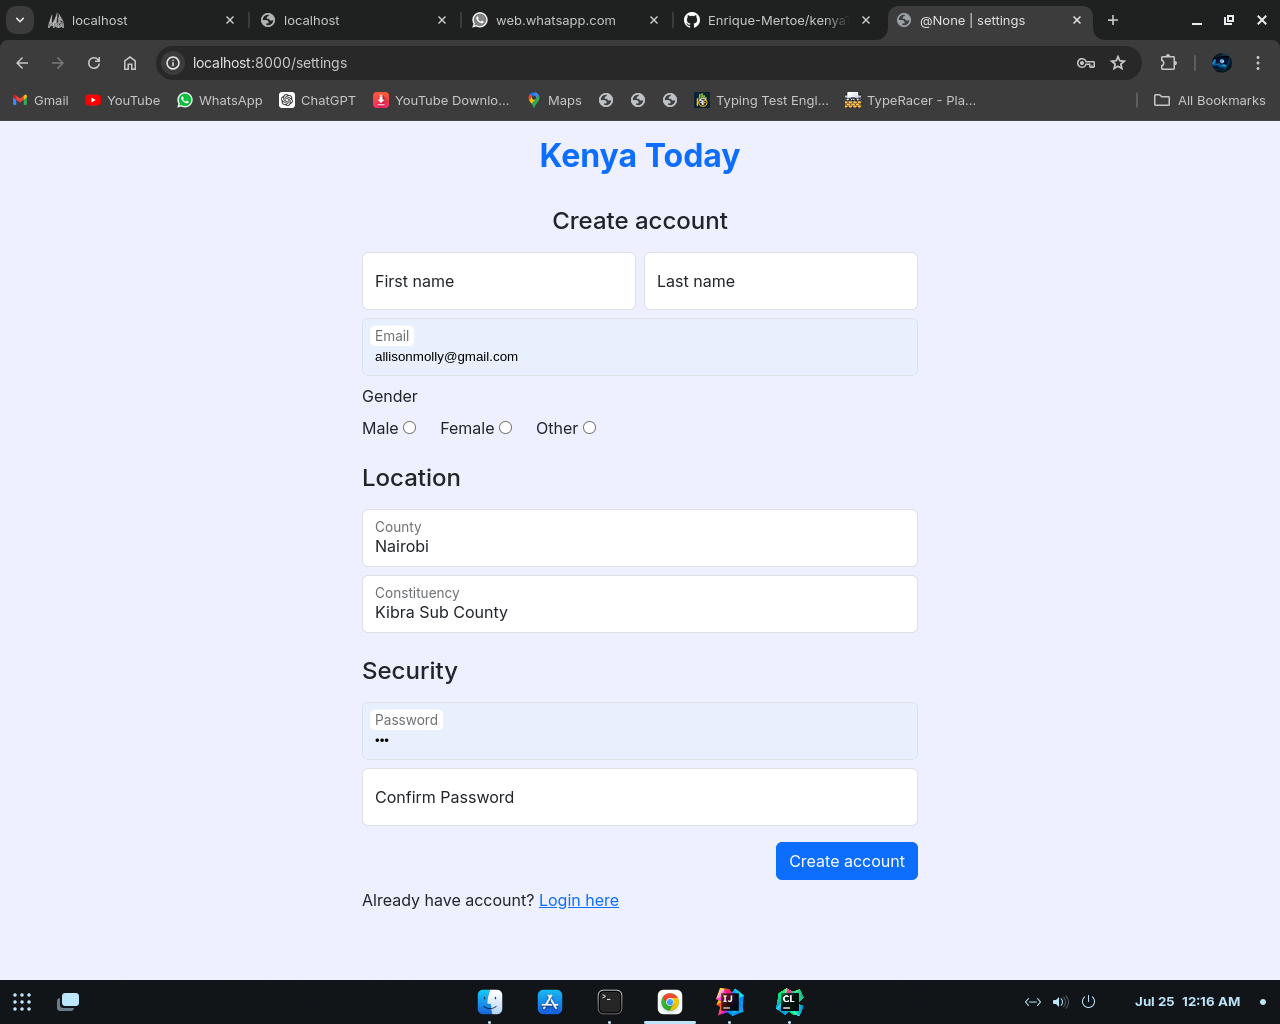 localhost
localhost
web.whatsapp.com
Enrique-Mertoe/kenya
@None | settings
localhost:8000/settings
Gmail
YouTube
WhatsApp
ChatGPT
YouTube Downlo...
Maps
Typing Test Engl...
TypeRacer - Pla...
All Bookmarks
Kenya Today
Create account
First name
Last name
Email
allisonmolly@gmail.com
Gender
Male Female Other
Location
County
Nairobi
Constituency
Kibra Sub County
Security
Password
•••
Confirm Password
Create account
Already have account? Login here
IJ
CL
Jul 25 12:16 AM